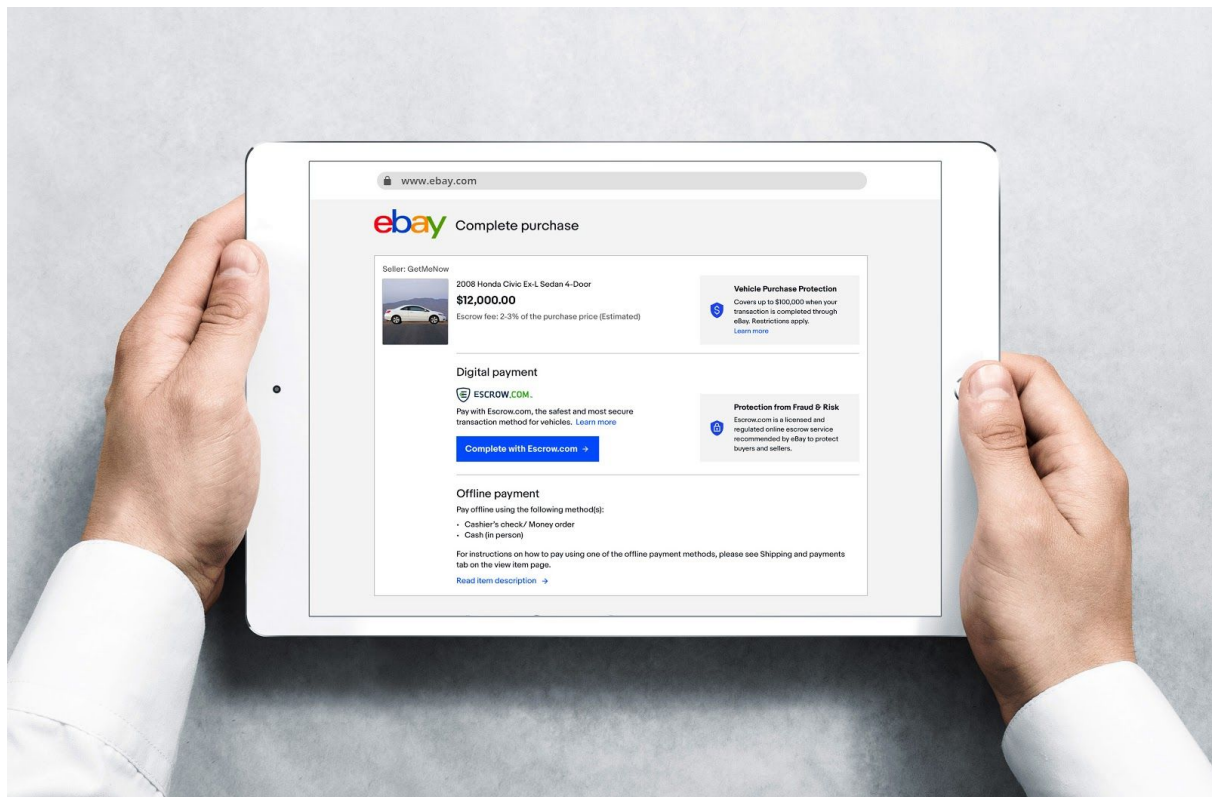 www.ebay.com
ebay Complete purchase
Seller: GetMeNow
2008 Honda Civic Ex-L Sedan 4-Door
$12,000.00
Escrow fee: 2-3% of the purchase price (Estimated)
Vehicle Purchase Protection
Covers up to $100,000 when your
transaction is completed through
eBay. Restrictions apply.
Learn more
Digital payment
ESCROW.COM.
Pay with Escrow.com, the safest and most secure
transaction method for vehicles. Learn more
Complete with Escrow.com →
Protection from Fraud & Risk
Escrow.com is a licensed and
regulated online escrow service
recommended by eBay to protect
buyers and sellers.
Offline payment
Pay offline using the following method(s):
• Cashier's check/ Money order
• Cash (in person)
For instructions on how to pay using one of the offline payment methods, please see Shipping and payments
tab on the view item page.
Read item description →